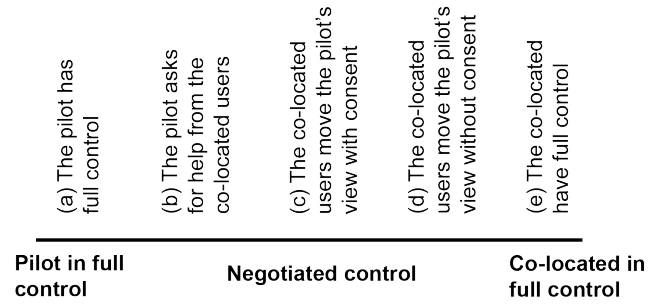 (a) The pilot has
full control
(b) The pilot asks
for help from the
co-located users
(c) The co-located
users move the pilot's
view with consent
(d) The co-located
users move the pilot's
view without consent
(e) The co-located
have full control
Pilot in full
control
Negotiated control
Co-located in
full control